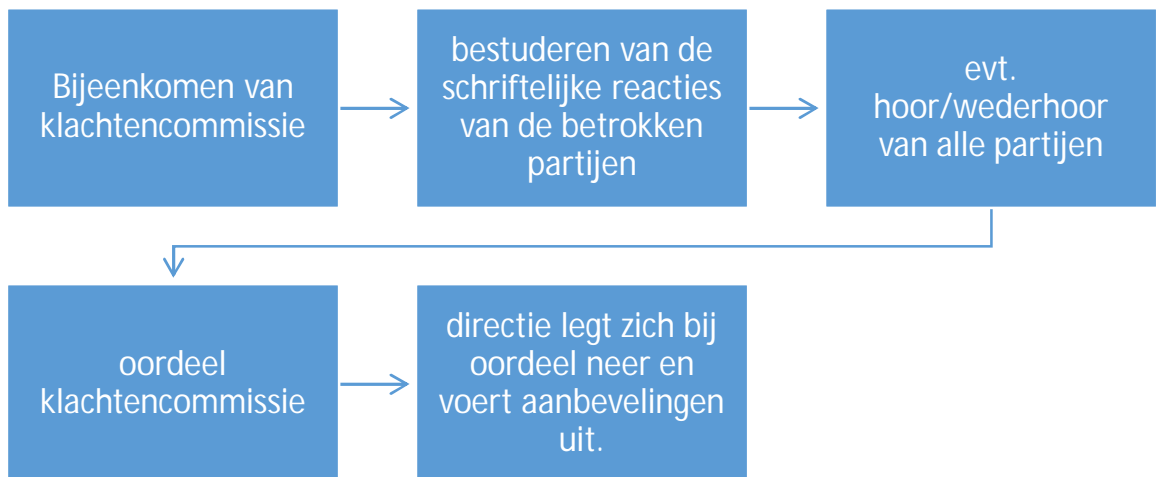 Bijeenkomen van
klachtencommissie
bestuderen van de
schriftelijke reacties
van de betrokken
partijen
evt.
hoor/wederhoor
van alle partijen
oordeel
klachtencommissie
directie legt zich bij
oordeel neer en
voert aanbevelingen
uit.